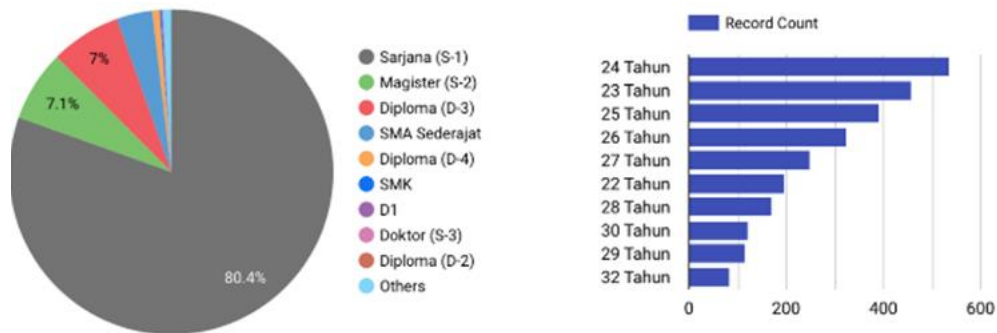 7%
7.1%
80.4%
Sarjana (S-1)
Magister (S-2)
Diploma (D-3)
SMA Sederajat
Diploma (D-4)
SMK
D1
Doktor (S-3)
Diploma (D-2)
Others
Record Count
24 Tahun
23 Tahun
25 Tahun
26 Tahun
27 Tahun
22 Tahun
28 Tahun
30 Tahun
29 Tahun
32 Tahun
0 200 400 600